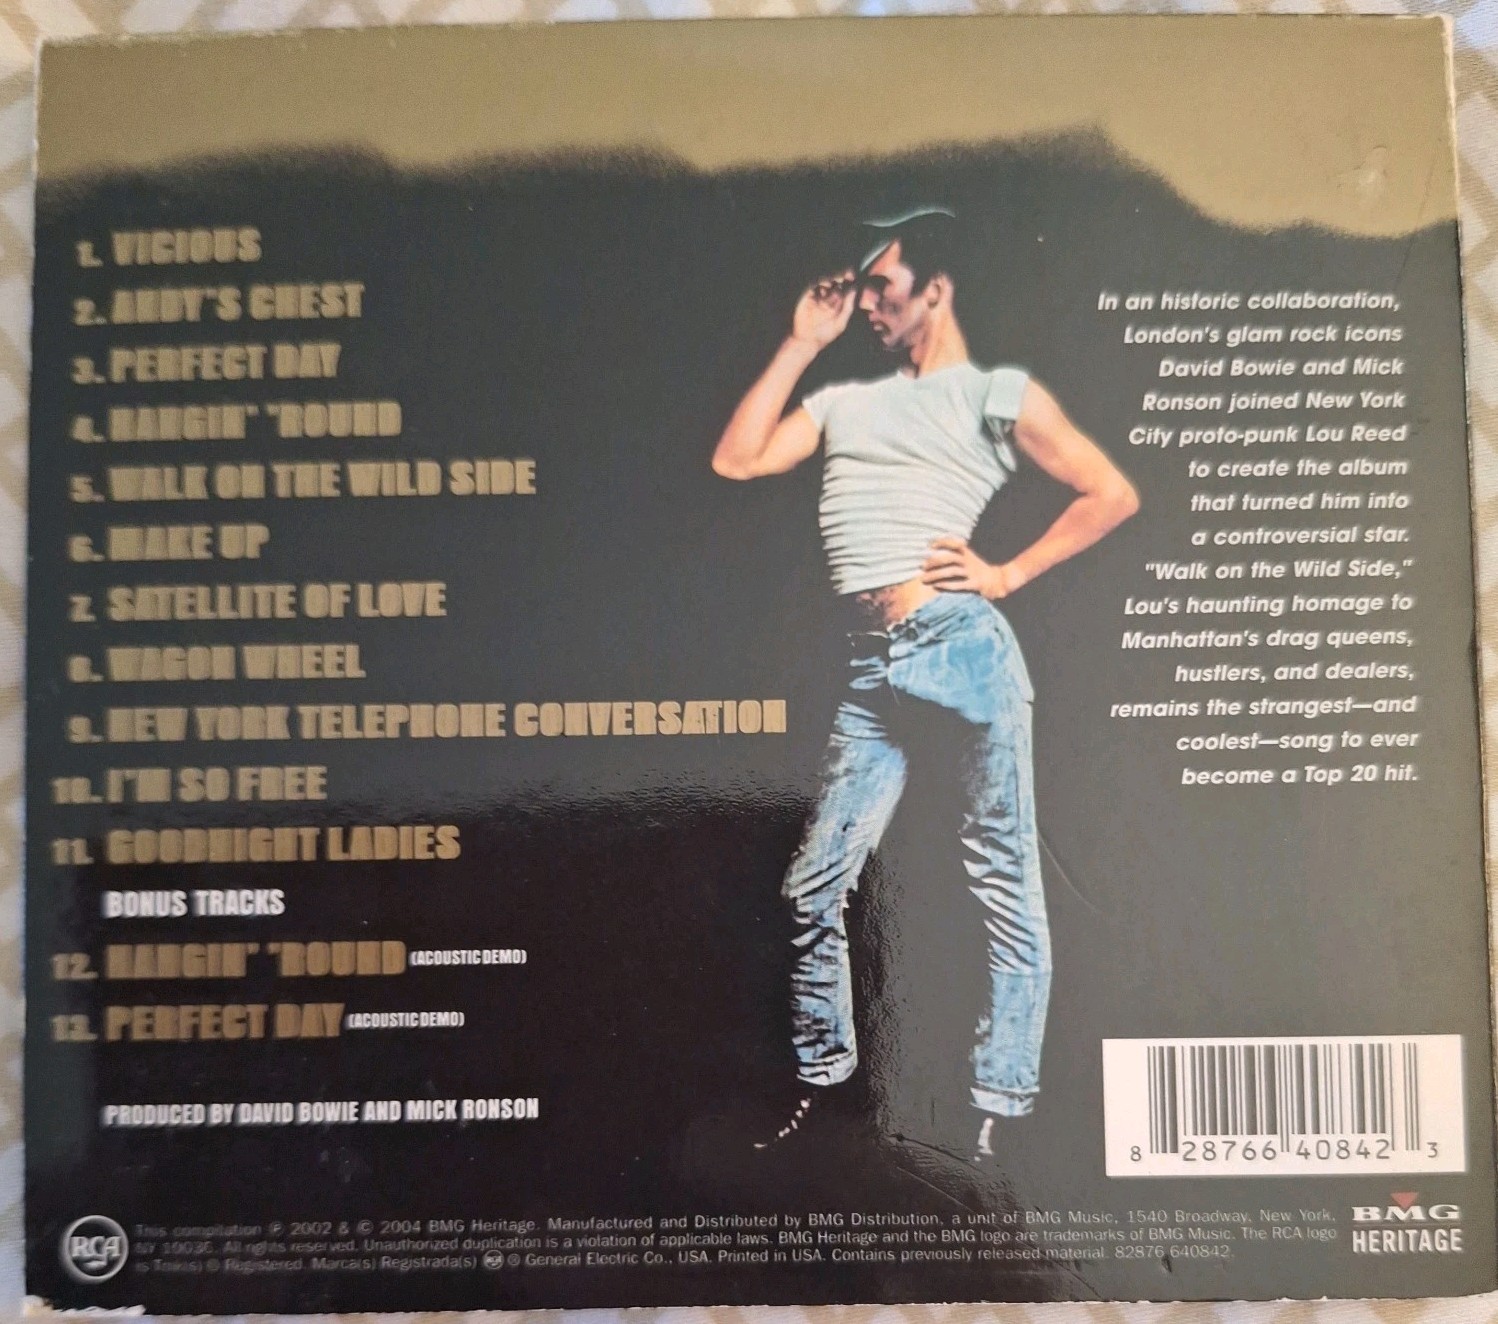 1. VICIOUS
2. ANDY'S CHEST
3. PERFECT DAY
4. HANGIN' 'ROUND
5. WALK ON THE WILD SIDE
6. MAKE UP
7. SATELLITE OF LOVE
8. WAGON WHEEL
9. NEW YORK TELEPHONE CONVERSATION
10. I'M SO FREE
11. GOODNIGHT LADIES
BONUS TRACKS
12. HANGIN' 'ROUND (ACOUSTIC DEMO)
13. PERFECT DAY (ACOUSTIC DEMO)
PRODUCED BY DAVID BOWIE AND MICK RONSON
In an historic collaboration,
London's glam rock icons
David Bowie and Mick
Ronson joined New York
City proto-punk Lou Reed
to create the album
that turned him into
a controversial star.
"Walk on the Wild Side,"
Lou's haunting homage to
Manhattan's drag queens,
hustlers, and dealers,
remains the strangest—and
coolest—song to ever
become a Top 20 hit.
8 28766 40842 3
RCA
This compilation ℗ 2002 & © 2004 BMG Heritage. Manufactured and Distributed by BMG Distribution, a unit of BMG Music, 1540 Broadway, New York,
NY 10036. All rights reserved. Unauthorized duplication is a violation of applicable laws. BMG Heritage and the BMG logo are trademarks of BMG Music. The RCA logo
is Tmk(s) ® Registered. Marca(s) Registrada(s) RCA ® General Electric Co., USA. Printed in USA. Contains previously released material. 82876 640842
BMG
HERITAGE